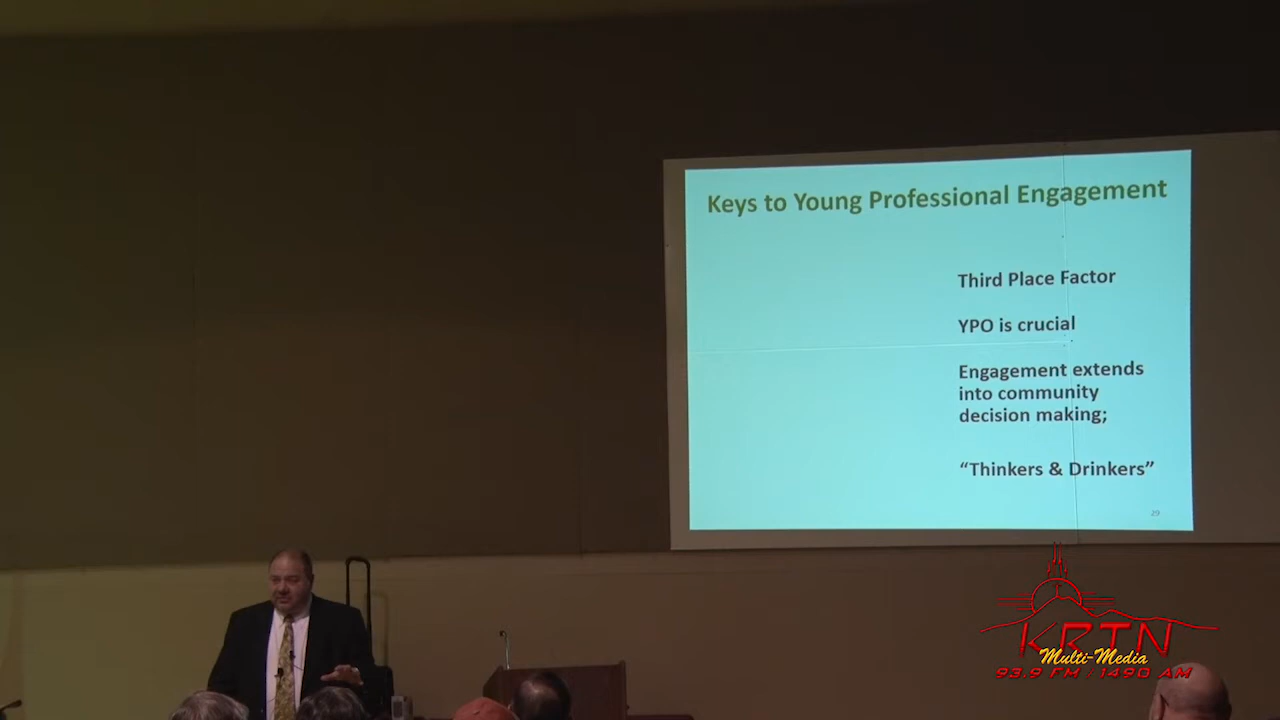 Keys to Young Professional Engagement
Third Place Factor
YPO is crucial
Engagement extends
into community
decision making;
“Thinkers & Drinkers”
29
KRTN
Multi-Media
93.9 FM / 1490 AM